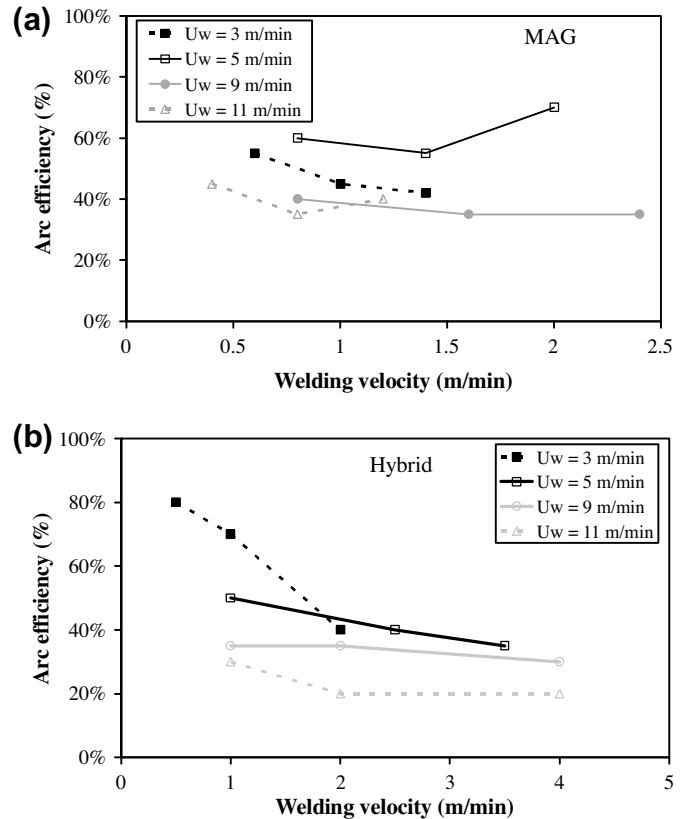 (a)
100%
80%
60%
40%
20%
0%
Arc efficiency (%)
Uw = 3 m/min
Uw = 5 m/min
Uw = 9 m/min
Uw = 11 m/min
MAG
0 0.5 1 1.5 2 2.5
Welding velocity (m/min)
(b)
100%
80%
60%
40%
20%
0%
Arc efficiency (%)
Hybrid
Uw = 3 m/min
Uw = 5 m/min
Uw = 9 m/min
Uw = 11 m/min
0 1 2 3 4 5
Welding velocity (m/min)